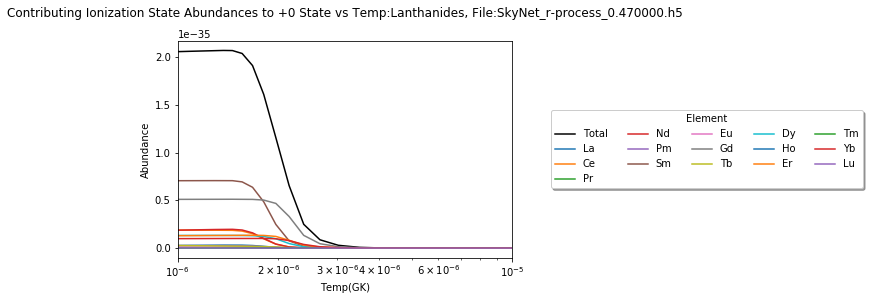 Contributing Ionization State Abundances to +0 State vs Temp:Lanthanides, File:SkyNet_r-process_0.470000.h5
1e−35
2.0
1.5
1.0
0.5
0.0
Abundance
10⁻⁶
2 × 10⁻⁶
3 × 10⁻⁶
4 × 10⁻⁶
6 × 10⁻⁶
10⁻⁵
Temp(GK)
Element
Total Nd Eu Dy Tm
La Pm Gd Ho Yb
Ce Sm Tb Er Lu
Pr